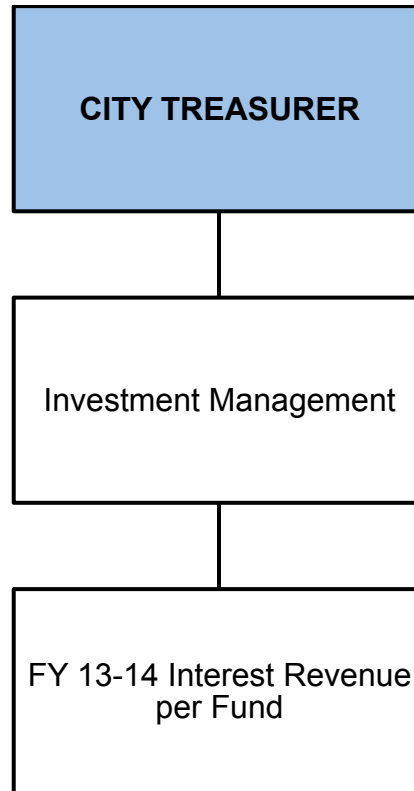 CITY TREASURER
Investment Management
FY 13-14 Interest Revenue
per Fund